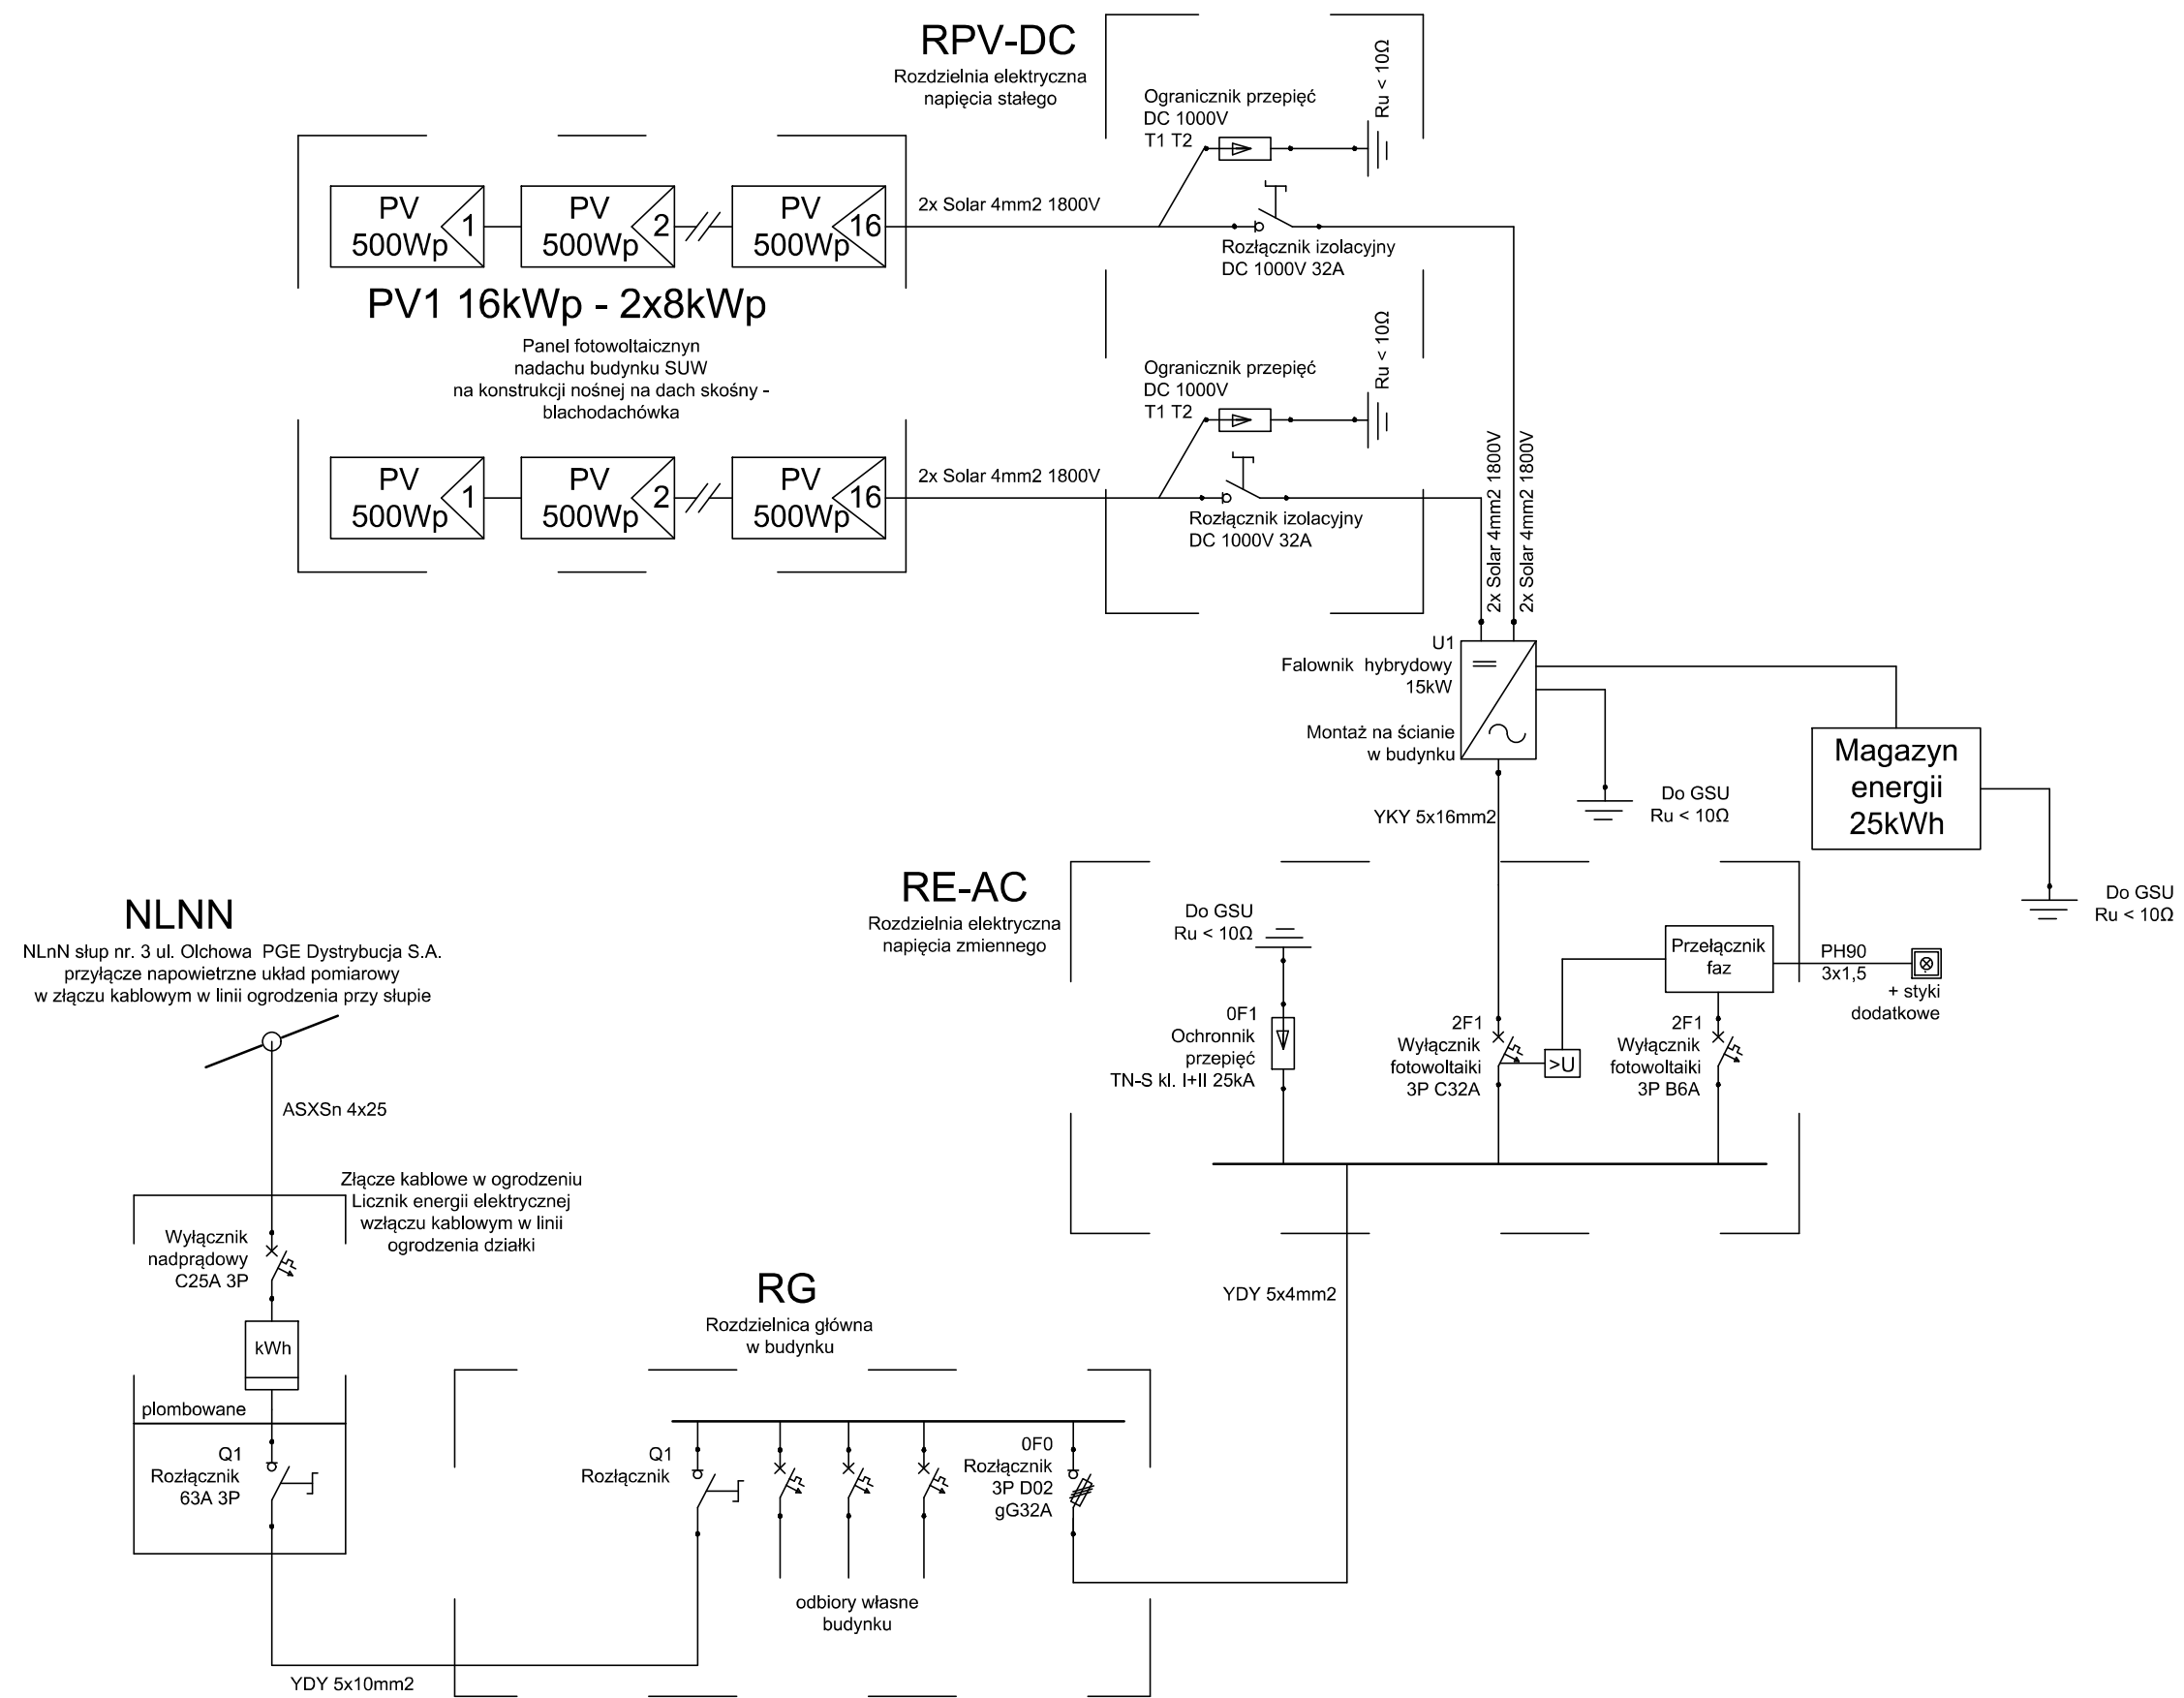 RPV-DC
Rozdzielnia elektryczna
napięcia stałego
Ogranicznik przepięć
DC 1000V
T1 T2
Ru < 10Ω
PV
500Wp
1
PV
500Wp
2
PV
500Wp
16
2x Solar 4mm2 1800V
Rozłącznik izolacyjny
DC 1000V 32A
PV1 16kWp - 2x8kWp
Panel fotowoltaicznyn
nadachu budynku SUW
na konstrukcji nośnej na dach skośny -
blachodachówka
Ogranicznik przepięć
DC 1000V
T1 T2
Ru < 10Ω
PV
500Wp
1
PV
500Wp
2
PV
500Wp
16
2x Solar 4mm2 1800V
Rozłącznik izolacyjny
DC 1000V 32A
2x Solar 4mm2 1800V
2x Solar 4mm2 1800V
U1
Falownik hybrydowy
15kW
Montaż na ścianie
w budynku
Magazyn
energii
25kWh
Do GSU
Ru < 10Ω
YKY 5x16mm2
Do GSU
Ru < 10Ω
RE-AC
Rozdzielnia elektryczna
napięcia zmiennego
Do GSU
Ru < 10Ω
Przełącznik
faz
PH90
3x1,5
+ styki
dodatkowe
0F1
Ochronnik
przepięć
TN-S kl. I+II 25kA
2F1
Wyłącznik
fotowoltaiki
3P C32A
>U
2F1
Wyłącznik
fotowoltaiki
3P B6A
NLNN
NLnN słup nr. 3 ul. Olchowa PGE Dystrybucja S.A.
przyłącze napowietrzne układ pomiarowy
w złączu kablowym w linii ogrodzenia przy słupie
ASXSn 4x25
Złącze kablowe w ogrodzeniu
Licznik energii elektrycznej
wzłączu kablowym w linii
ogrodzenia działki
Wyłącznik
nadprądowy
C25A 3P
kWh
plombowane
Q1
Rozłącznik
63A 3P
YDY 5x10mm2
RG
Rozdzielnica główna
w budynku
YDY 5x4mm2
Q1
Rozłącznik
0F0
Rozłącznik
3P D02
gG32A
odbiory własne
budynku